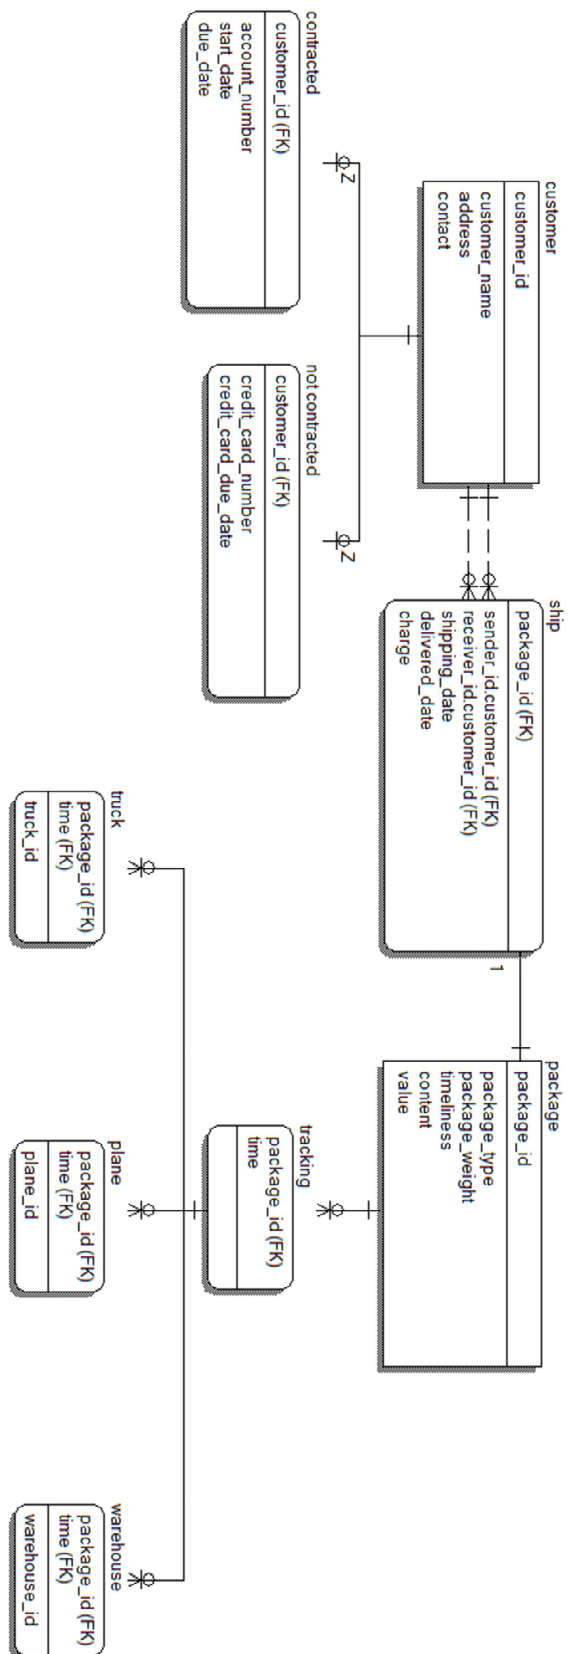 customer
customer_id
customer_name
address
contact
contracted
customer_id (FK)
account_number
start_date
due_date
Z
not contracted
customer_id (FK)
credit_card_number
credit_card_due_date
Z
ship
package_id (FK)
sender_id.customer_id (FK)
receiver_id.customer_id (FK)
shipping_date
delivered_date
charge
1
package
package_id
package_type
package_weight
timeliness
content
value
tracking
package_id (FK)
time
truck
package_id (FK)
time (FK)
truck_id
plane
package_id (FK)
time (FK)
plane_id
warehouse
package_id (FK)
time (FK)
warehouse_id